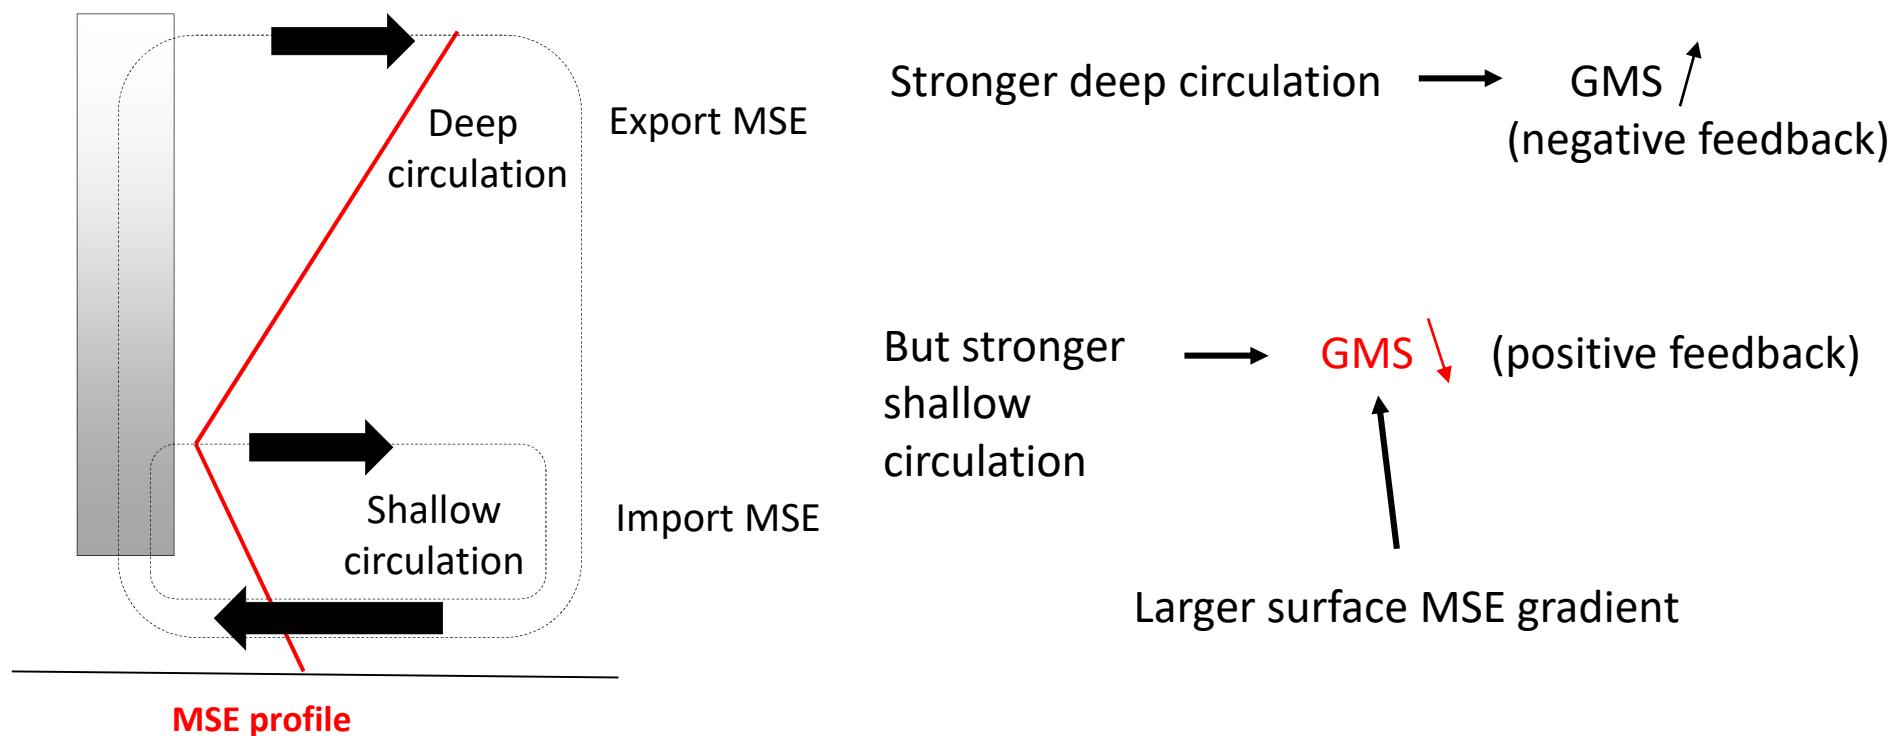 Deep
circulation
Export MSE
Shallow
circulation
Import MSE
MSE profile
Stronger deep circulation
GMS
(negative feedback)
But stronger
shallow
circulation
GMS
(positive feedback)
Larger surface MSE gradient